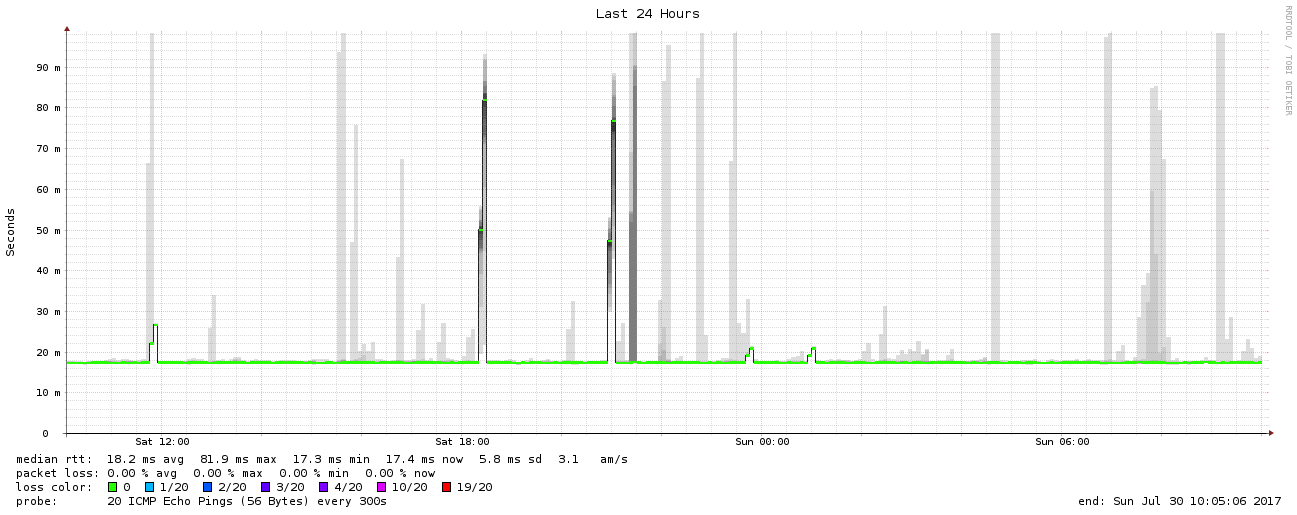 Last 24 Hours
RRDTOOL / TOBI OETIKER
Seconds
90 m
80 m
70 m
60 m
50 m
40 m
30 m
20 m
10 m
0
Sat 12:00 Sat 18:00 Sun 00:00 Sun 06:00
median rtt: 18.2 ms avg 81.9 ms max 17.3 ms min 17.4 ms now 5.8 ms sd 3.1 am/s
packet loss: 0.00 % avg 0.00 % max 0.00 % min 0.00 % now
loss color: 0 1/20 2/20 3/20 4/20 10/20 19/20
probe: 20 ICMP Echo Pings (56 Bytes) every 300s end: Sun Jul 30 10:05:06 2017